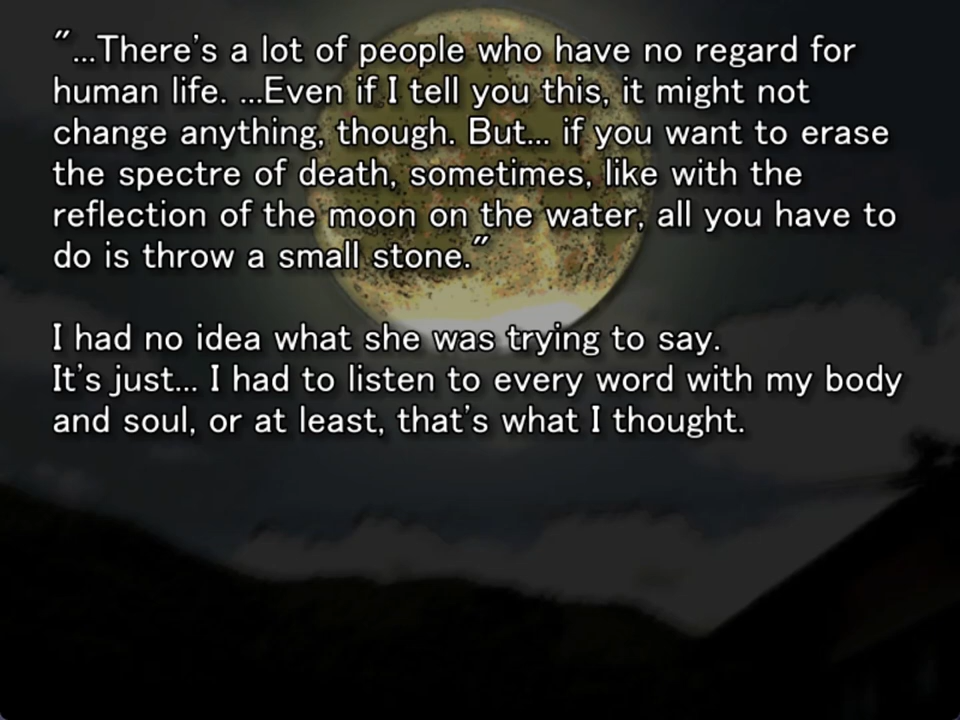 "...There's a lot of people who have no regard for
human life. ...Even if I tell you this, it might not
change anything, though. But... if you want to erase
the spectre of death, sometimes, like with the
reflection of the moon on the water, all you have to
do is throw a small stone."
I had no idea what she was trying to say.
It's just... I had to listen to every word with my body
and soul, or at least, that's what I thought.